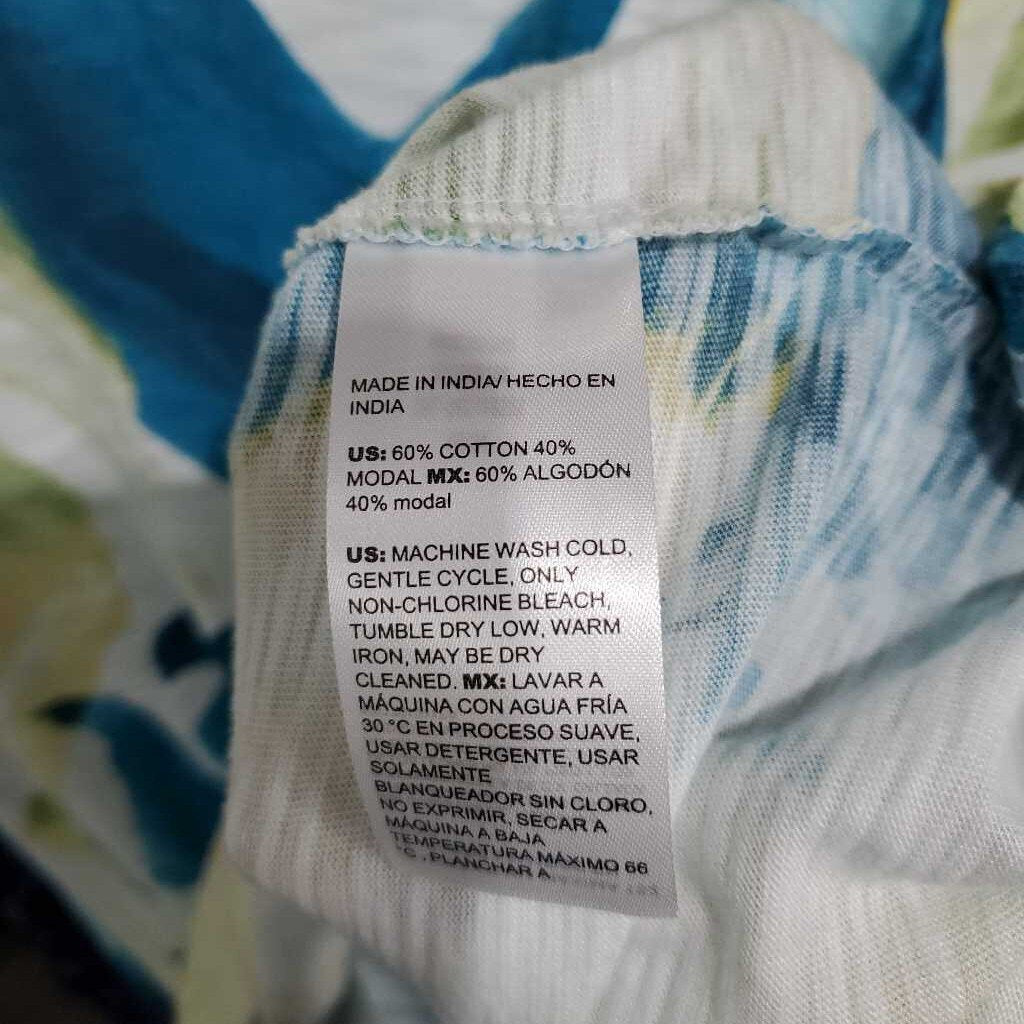 MADE IN INDIA/ HECHO EN
INDIA
US: 60% COTTON 40%
MODAL MX: 60% ALGODÓN
40% modal
US: MACHINE WASH COLD,
GENTLE CYCLE, ONLY
NON-CHLORINE BLEACH,
TUMBLE DRY LOW, WARM
IRON, MAY BE DRY
CLEANED. MX: LAVAR A
MÁQUINA CON AGUA FRÍA
30 °C EN PROCESO SUAVE,
USAR DETERGENTE, USAR
SOLAMENTE
BLANQUEADOR SIN CLORO,
NO EXPRIMIR, SECAR A
MÁQUINA A BAJA
TEMPERATURA MÁXIMO 66
°C , PLANCHAR A